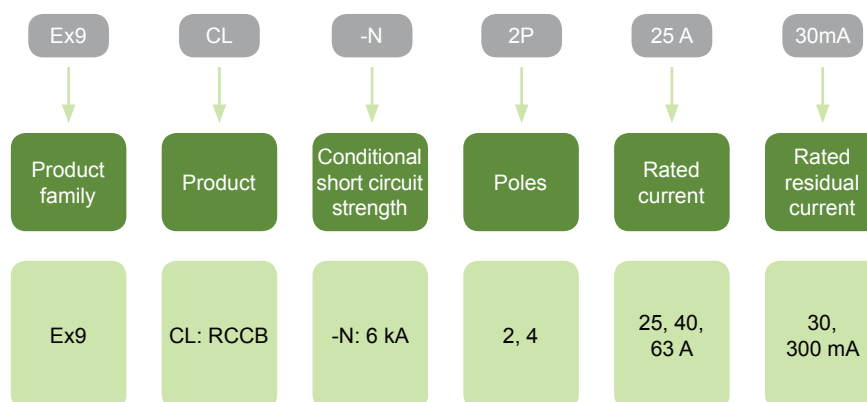 Ex9
CL
-N
2P
25 A
30mA
Product
family
Product
Conditional
short circuit
strength
Poles
Rated
current
Rated
residual
current
Ex9
CL: RCCB
-N: 6 kA
2, 4
25, 40,
63 A
30,
300 mA